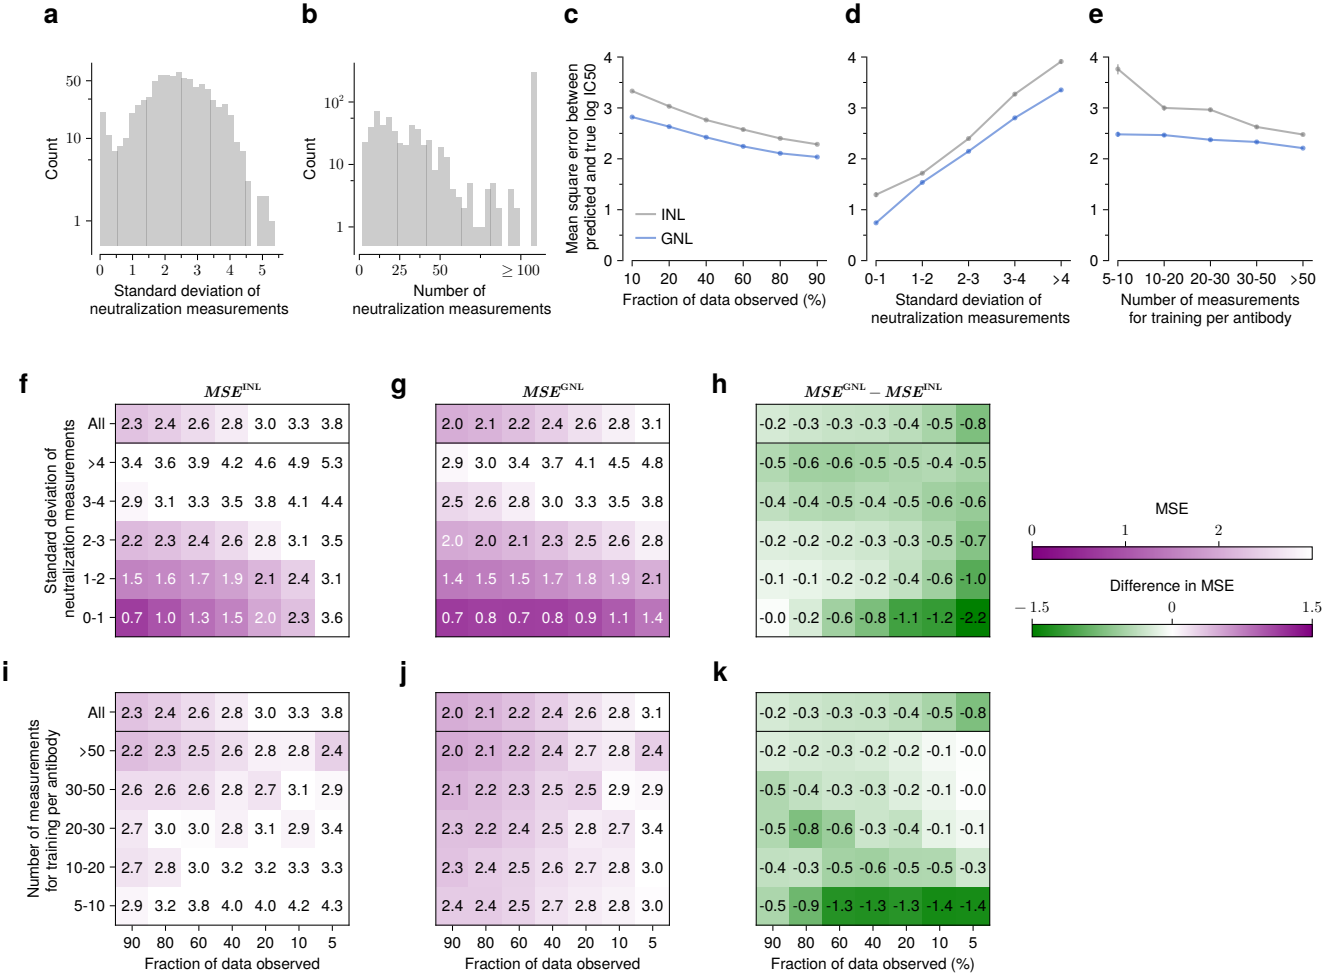 a
50
10
1
Count
0 1 2 3 4 5
Standard deviation of
neutralization measurements
b
10²
10
1
Count
0 25 50 ≥ 100
Number of
neutralization measurements
c
Mean square error between
predicted and true log IC50
4
3
2
1
0
INL
GNL
10 20 40 60 80 90
Fraction of data observed (%)
d
4
3
2
1
0
0-1 1-2 2-3 3-4 >4
Standard deviation of
neutralization measurements
e
4
3
2
1
0
5-10 10-20 20-30 30-50 >50
Number of measurements
for training per antibody
f
MSE^INL
Standard deviation of
neutralization measurements
All 2.3 2.4 2.6 2.8 3.0 3.3 3.8
>4 3.4 3.6 3.9 4.2 4.6 4.9 5.3
3-4 2.9 3.1 3.3 3.5 3.8 4.1 4.4
2-3 2.2 2.3 2.4 2.6 2.8 3.1 3.5
1-2 1.5 1.6 1.7 1.9 2.1 2.4 3.1
0-1 0.7 1.0 1.3 1.5 2.0 2.3 3.6
g
MSE^GNL
2.0 2.1 2.2 2.4 2.6 2.8 3.1
2.9 3.0 3.4 3.7 4.1 4.5 4.8
2.5 2.6 2.8 3.0 3.3 3.5 3.8
2.0 2.0 2.1 2.3 2.5 2.6 2.8
1.4 1.5 1.5 1.7 1.8 1.9 2.1
0.7 0.8 0.7 0.8 0.9 1.1 1.4
h
MSE^GNL − MSE^INL
-0.2 -0.3 -0.3 -0.3 -0.4 -0.5 -0.8
-0.5 -0.6 -0.6 -0.5 -0.5 -0.4 -0.5
-0.4 -0.5 -0.4 -0.4 -0.5 -0.6 -0.6
-0.2 -0.2 -0.2 -0.3 -0.3 -0.5 -0.7
-0.1 -0.1 -0.2 -0.2 -0.4 -0.6 -1.0
-0.0 -0.2 -0.6 -0.8 -1.1 -1.2 -2.2
MSE
0 1 2
Difference in MSE
−1.5 0 1.5
i
Number of measurements
for training per antibody
All 2.3 2.4 2.6 2.8 3.0 3.3 3.8
>50 2.2 2.3 2.5 2.6 2.8 2.8 2.4
30-50 2.6 2.6 2.6 2.8 2.7 3.1 2.9
20-30 2.7 3.0 3.0 2.8 3.1 2.9 3.4
10-20 2.7 2.8 3.0 3.2 3.2 3.3 3.3
5-10 2.9 3.2 3.8 4.0 4.0 4.2 4.3
90 80 60 40 20 10 5
Fraction of data observed
j
2.0 2.1 2.2 2.4 2.6 2.8 3.1
2.0 2.1 2.2 2.4 2.7 2.8 2.4
2.1 2.2 2.3 2.5 2.5 2.9 2.9
2.3 2.2 2.4 2.5 2.8 2.7 3.4
2.3 2.4 2.5 2.6 2.7 2.8 3.0
2.4 2.4 2.5 2.7 2.8 2.8 3.0
90 80 60 40 20 10 5
Fraction of data observed
k
-0.2 -0.3 -0.3 -0.3 -0.4 -0.5 -0.8
-0.2 -0.2 -0.3 -0.2 -0.2 -0.1 -0.0
-0.5 -0.4 -0.3 -0.3 -0.2 -0.1 -0.0
-0.5 -0.8 -0.6 -0.3 -0.4 -0.1 -0.1
-0.4 -0.3 -0.5 -0.6 -0.5 -0.5 -0.3
-0.5 -0.9 -1.3 -1.3 -1.3 -1.4 -1.4
90 80 60 40 20 10 5
Fraction of data observed (%)